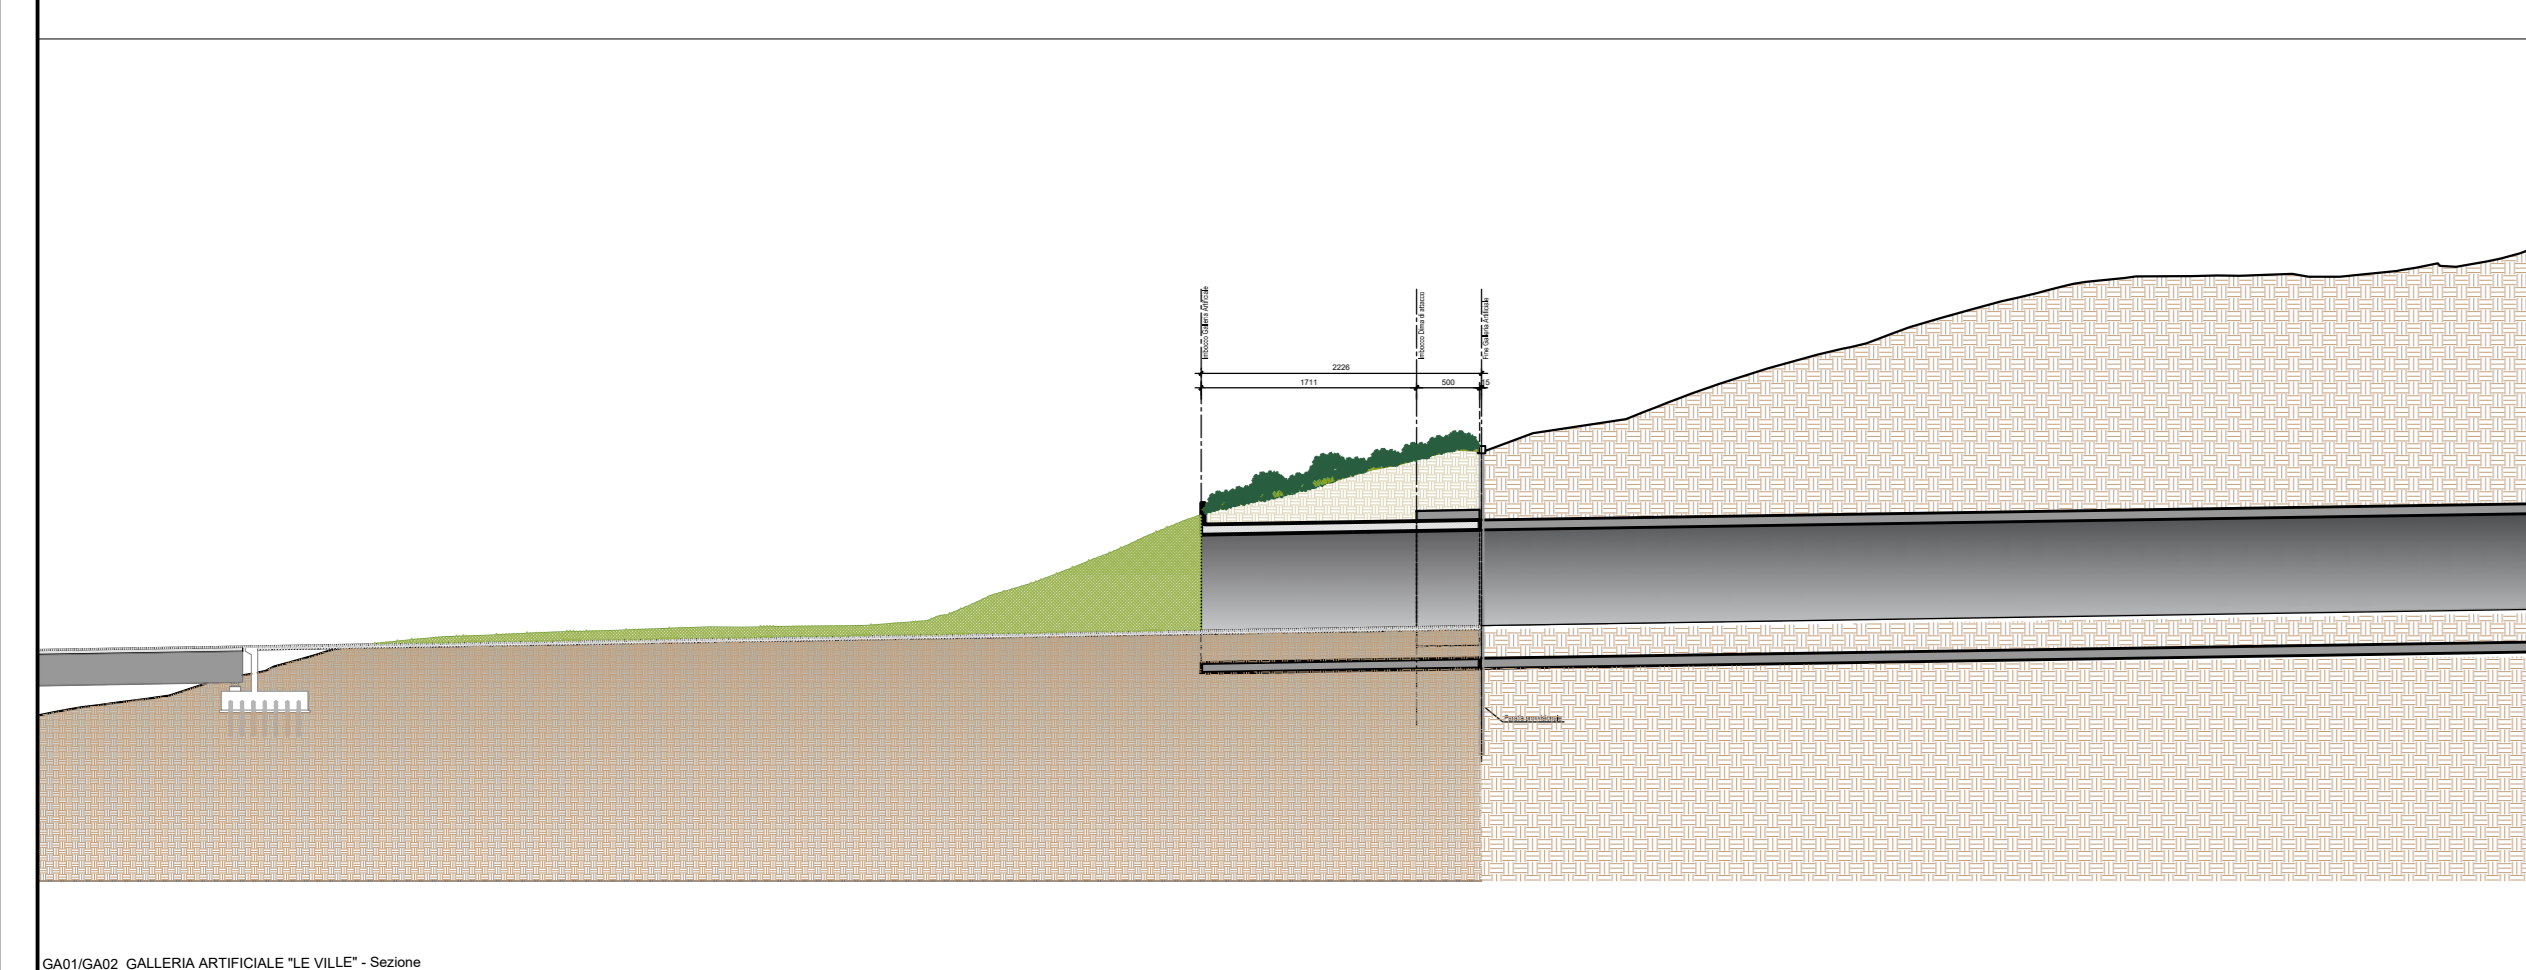 Imbocco Galleria Artificiale
Imbocco Dima di attacco
Fine Galleria Artificiale
2226
1711
500
15
GA01/GA02 GALLERIA ARTIFICIALE "LE VILLE" - Sezione